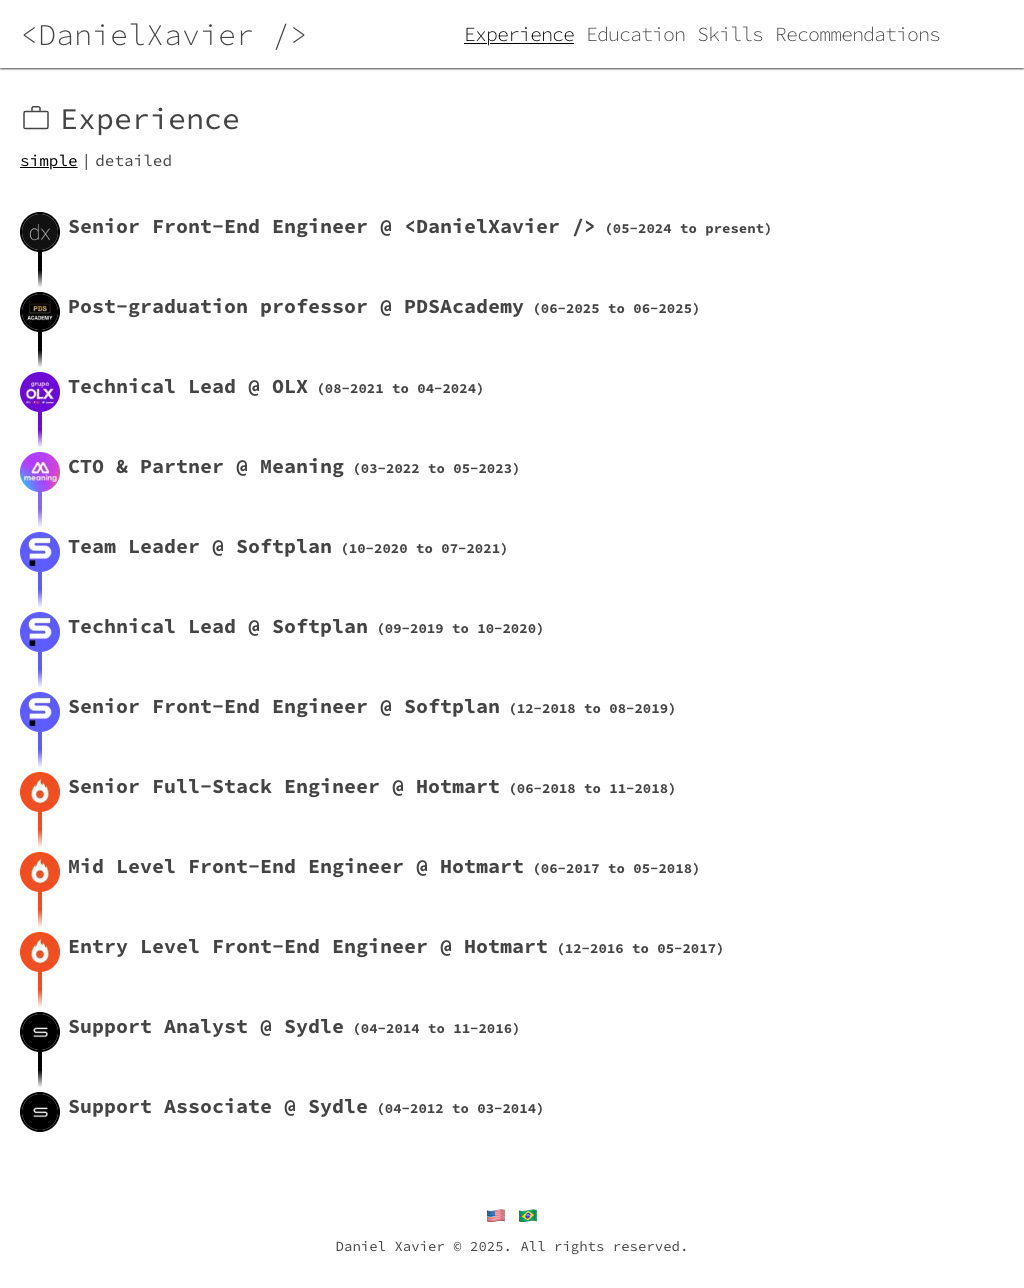 <DanielXavier />
Experience Education Skills Recommendations
Experience
simple | detailed
dx
Senior Front-End Engineer @ <DanielXavier /> (05-2024 to present)
PDS
ACADEMY
Post-graduation professor @ PDSAcademy (06-2025 to 06-2025)
grupo
OLX
Technical Lead @ OLX (08-2021 to 04-2024)
meaning
CTO & Partner @ Meaning (03-2022 to 05-2023)
Team Leader @ Softplan (10-2020 to 07-2021)
Technical Lead @ Softplan (09-2019 to 10-2020)
Senior Front-End Engineer @ Softplan (12-2018 to 08-2019)
Senior Full-Stack Engineer @ Hotmart (06-2018 to 11-2018)
Mid Level Front-End Engineer @ Hotmart (06-2017 to 05-2018)
Entry Level Front-End Engineer @ Hotmart (12-2016 to 05-2017)
Support Analyst @ Sydle (04-2014 to 11-2016)
Support Associate @ Sydle (04-2012 to 03-2014)
Daniel Xavier © 2025. All rights reserved.